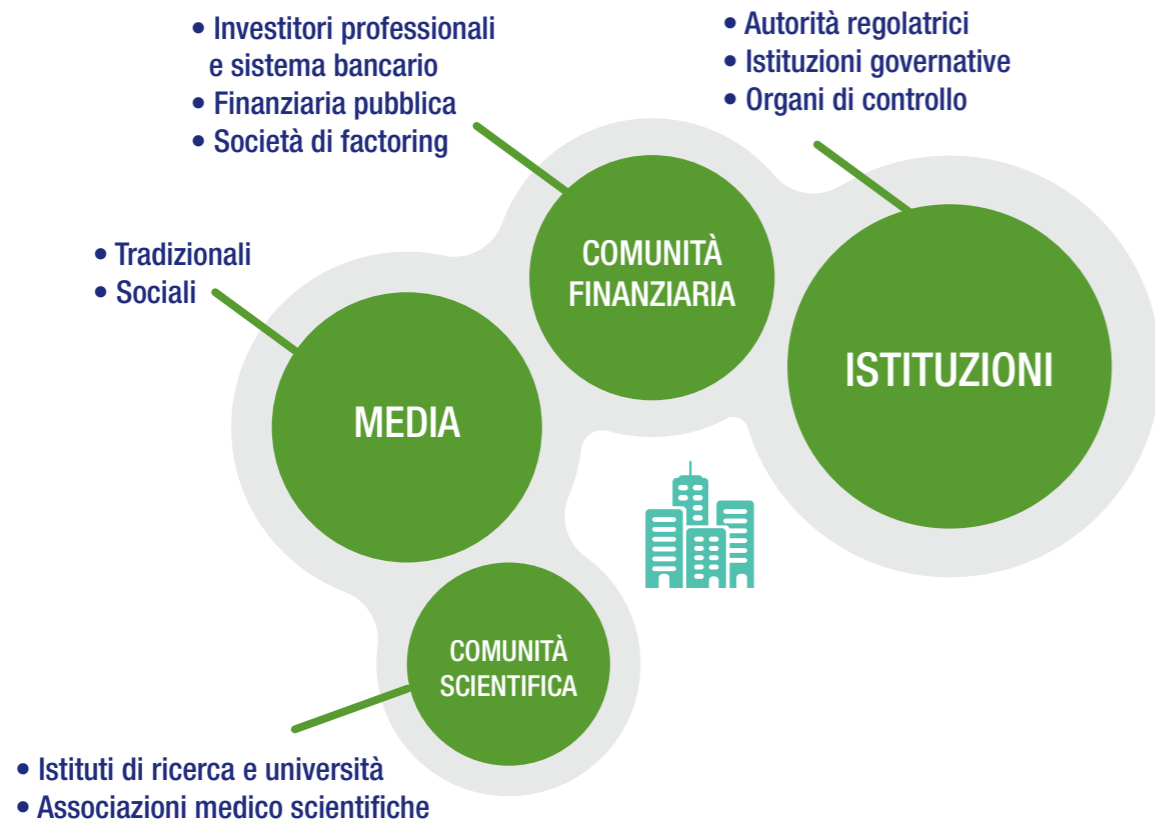 • Investitori professionali
e sistema bancario
• Finanziaria pubblica
• Società di factoring
• Autorità regolatrici
• Istituzioni governative
• Organi di controllo
• Tradizionali
• Sociali
COMUNITÀ
FINANZIARIA
ISTITUZIONI
MEDIA
COMUNITÀ
SCIENTIFICA
• Istituti di ricerca e università
• Associazioni medico scientifiche